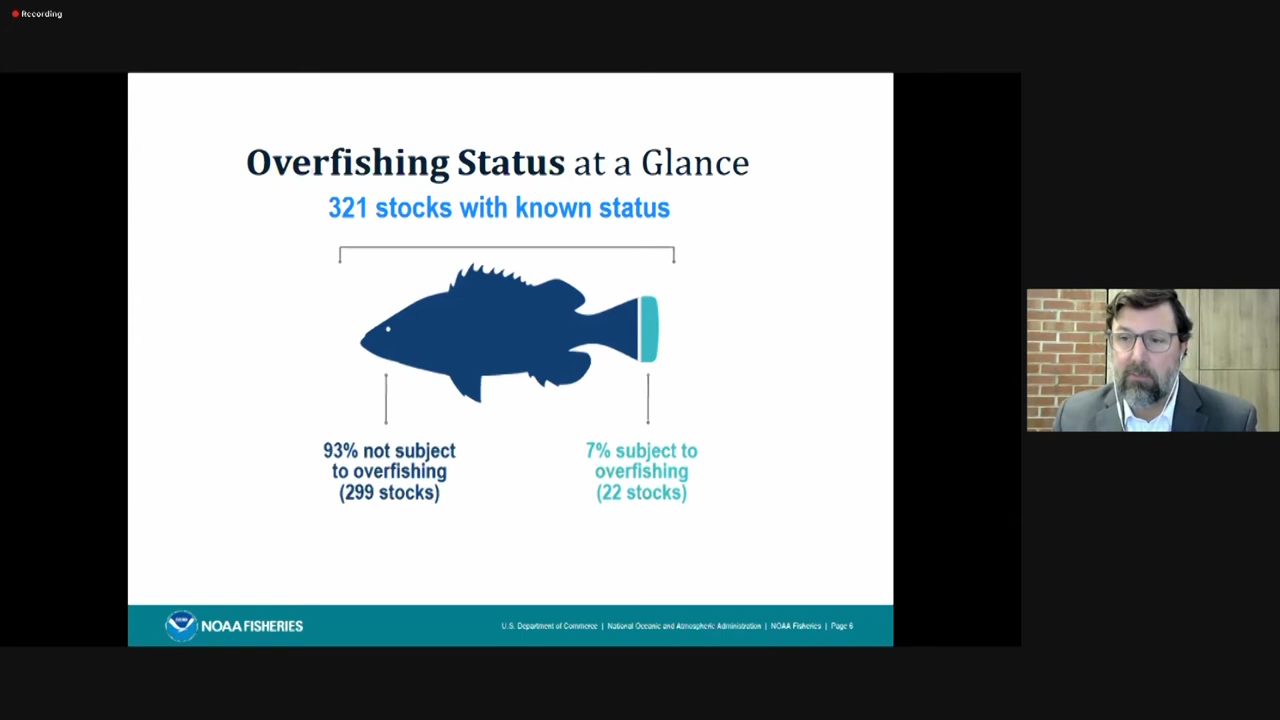 Recording
Overfishing Status at a Glance
321 stocks with known status
93% not subject
to overfishing
(299 stocks)
7% subject to
overfishing
(22 stocks)
NOAA FISHERIES
U.S. Department of Commerce | National Oceanic and Atmospheric Administration | NOAA Fisheries | Page 6